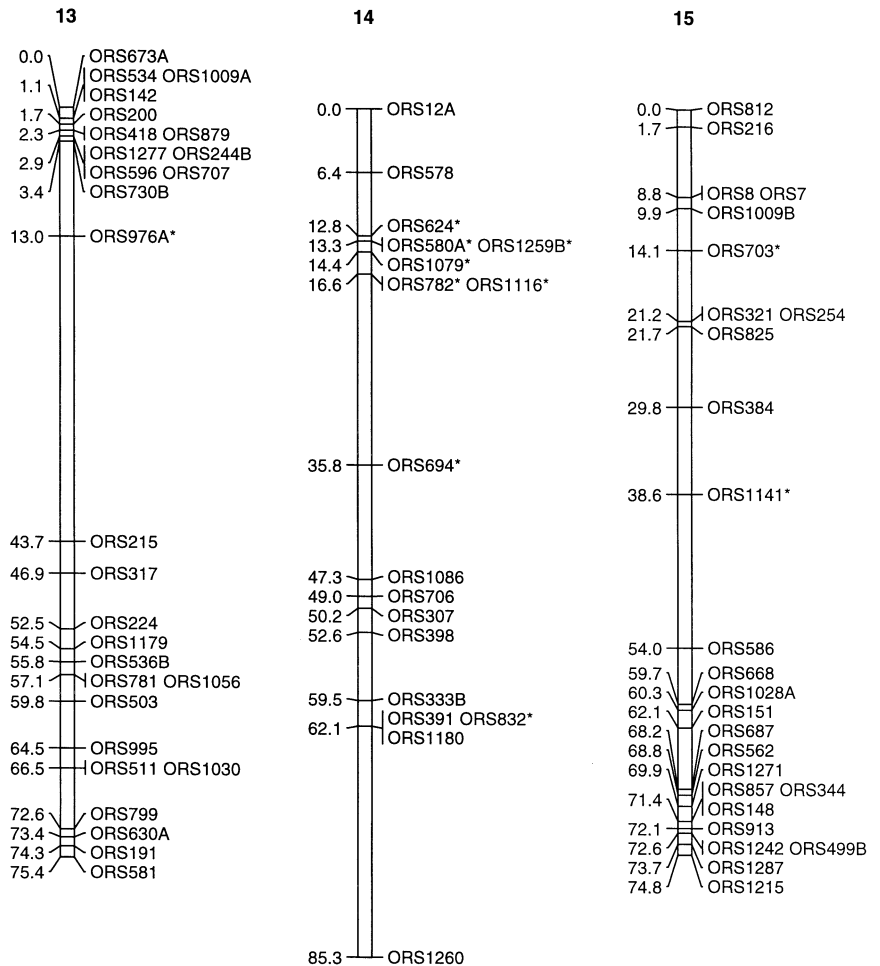 13
0.0 ORS673A
1.1 ORS534 ORS1009A
ORS142
1.7 ORS200
2.3 ORS418 ORS879
2.9 ORS1277 ORS244B
ORS596 ORS707
3.4 ORS730B
13.0 ORS976A*
43.7 ORS215
46.9 ORS317
52.5 ORS224
54.5 ORS1179
55.8 ORS536B
57.1 ORS781 ORS1056
59.8 ORS503
64.5 ORS995
66.5 ORS511 ORS1030
72.6 ORS799
73.4 ORS630A
74.3 ORS191
75.4 ORS581
14
0.0 ORS12A
6.4 ORS578
12.8 ORS624*
13.3 ORS580A* ORS1259B*
14.4 ORS1079*
16.6 ORS782* ORS1116*
35.8 ORS694*
47.3 ORS1086
49.0 ORS706
50.2 ORS307
52.6 ORS398
59.5 ORS333B
62.1 ORS391 ORS832*
ORS1180
85.3 ORS1260
15
0.0 ORS812
1.7 ORS216
8.8 ORS8 ORS7
9.9 ORS1009B
14.1 ORS703*
21.2 ORS321 ORS254
21.7 ORS825
29.8 ORS384
38.6 ORS1141*
54.0 ORS586
59.7 ORS668
60.3 ORS1028A
62.1 ORS151
68.2 ORS687
68.8 ORS562
69.9 ORS1271
71.4 ORS857 ORS344
ORS148
72.1 ORS913
72.6 ORS1242 ORS499B
73.7 ORS1287
74.8 ORS1215